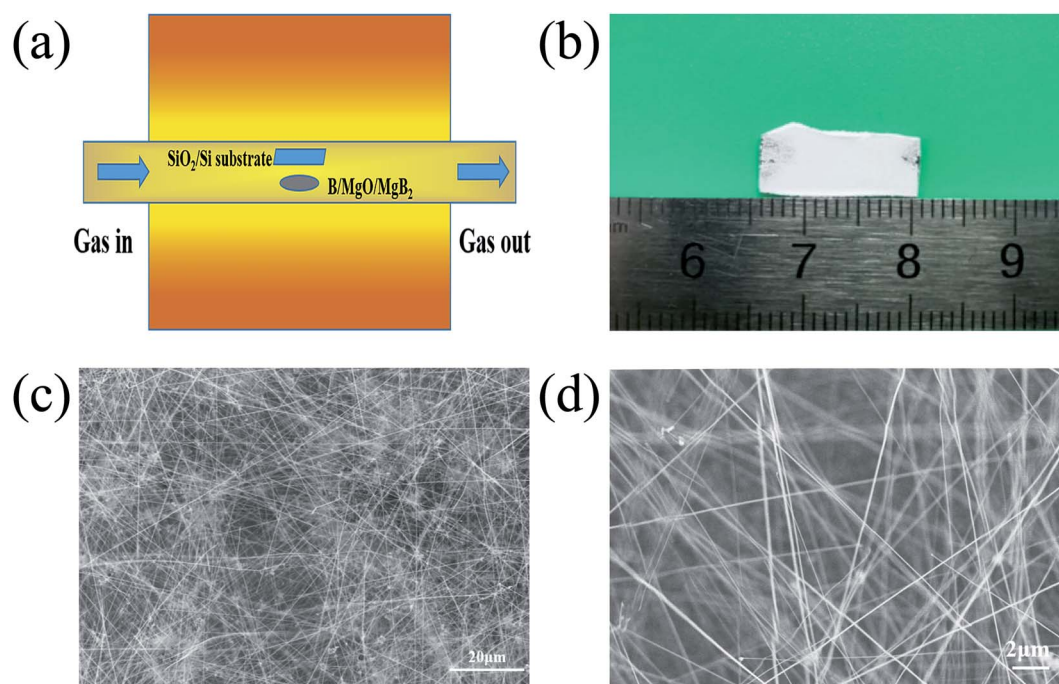 (a)
SiO₂/Si substrate
B/MgO/MgB₂
Gas in
Gas out
(b)
6 7 8 9
(c)
20μm
(d)
2μm